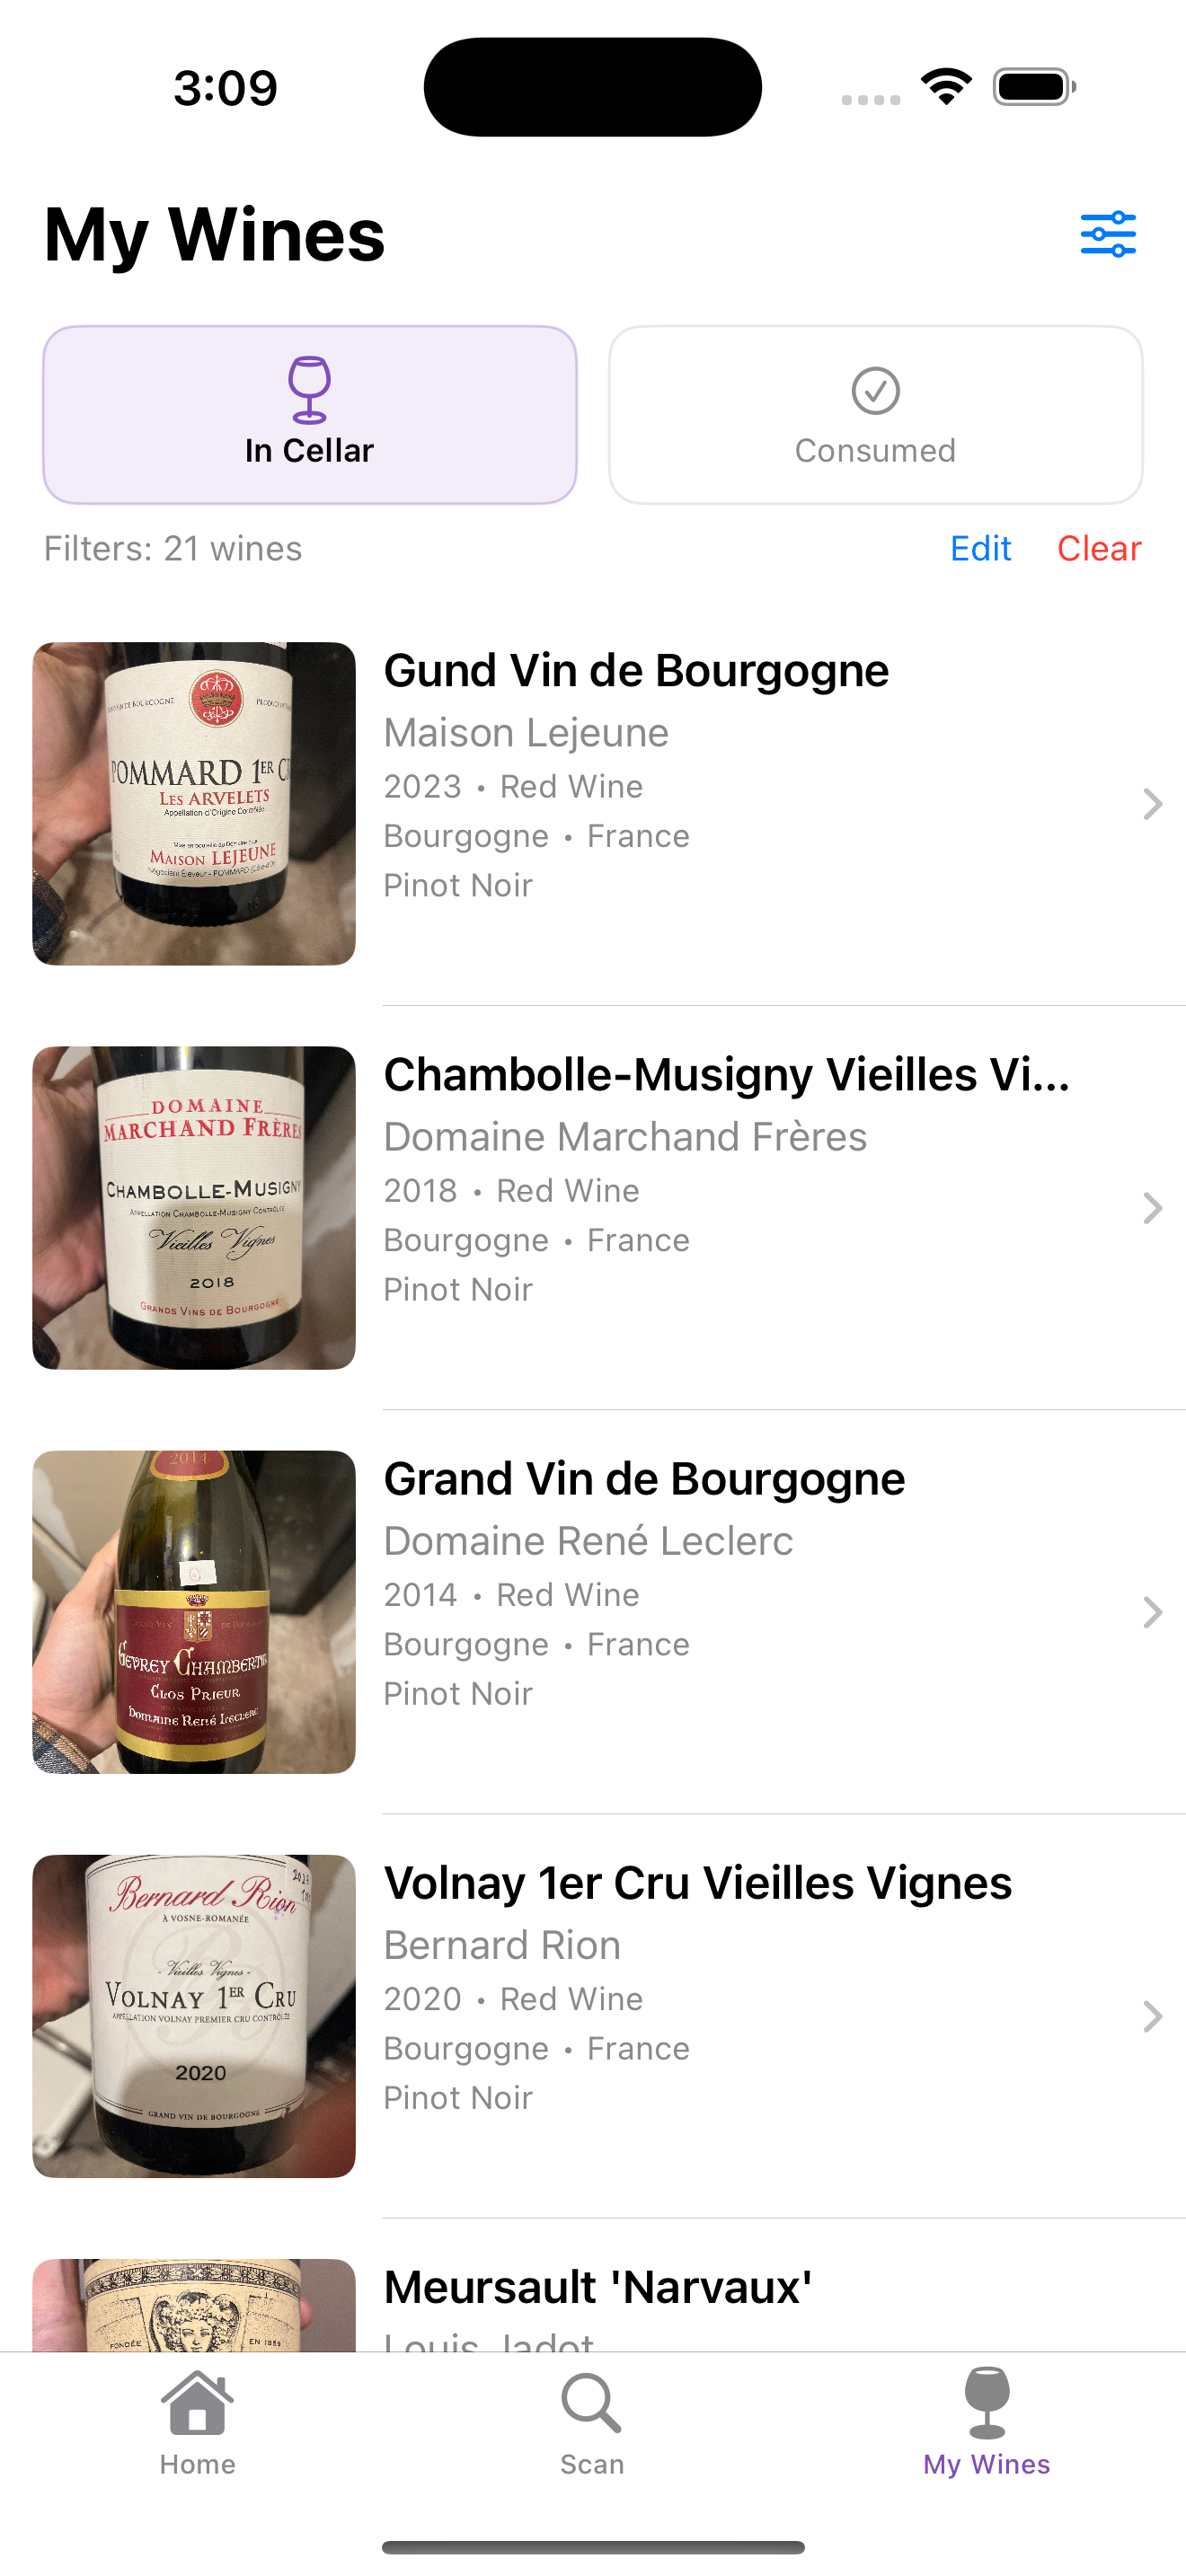 3:09
My Wines
In Cellar
Consumed
Filters: 21 wines
Edit
Clear
POMMARD 1ER
LES ARVELETS
Appellation d'Origine Contrôlée
MAISON LEJEUNE
Négociant Éleveur - POMMARD
Gund Vin de Bourgogne
Maison Lejeune
2023 • Red Wine
Bourgogne • France
Pinot Noir
DOMAINE
MARCHAND FRÈRES
CHAMBOLLE-MUSIGNY
APPELLATION CHAMBOLLE-MUSIGNY CONTRÔLÉE
Vieilles Vignes
2018
GRANDS VINS DE BOURGOGNE
Chambolle-Musigny Vieilles Vi...
Domaine Marchand Frères
2018 • Red Wine
Bourgogne • France
Pinot Noir
2014
GEVREY CHAMBERTIN
CLOS PRIEUR
Domaine René Leclerc
Grand Vin de Bourgogne
Domaine René Leclerc
2014 • Red Wine
Bourgogne • France
Pinot Noir
Bernard Rion
À VOSNE-ROMANÉE
- Vieilles Vignes -
VOLNAY 1ER CRU
APPELLATION VOLNAY PREMIER CRU CONTRÔLÉE
2020
GRAND VIN DE BOURGOGNE
Volnay 1er Cru Vieilles Vignes
Bernard Rion
2020 • Red Wine
Bourgogne • France
Pinot Noir
FONDÉE
EN 1859
Meursault 'Narvaux'
Louis Jadot
Home
Scan
My Wines